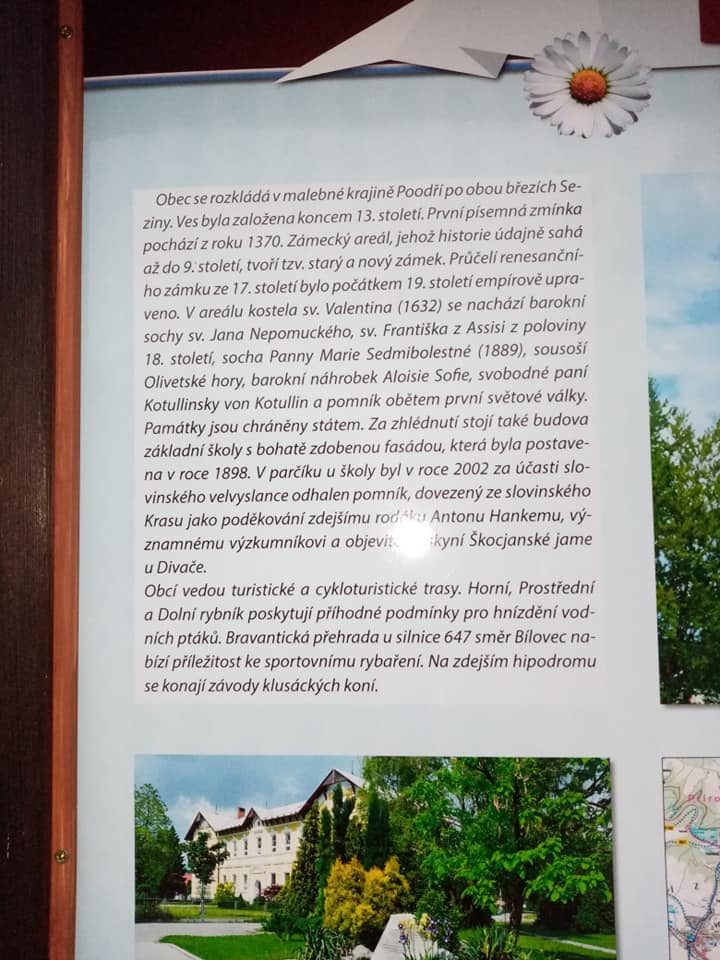 Obec se rozkládá v malebné krajině Poodří po obou březích Se-
ziny. Ves byla založena koncem 13. století. První písemná zmínka
pochází z roku 1370. Zámecký areál, jehož historie údajně sahá
až do 9. století, tvoří tzv. starý a nový zámek. Průčelí renesanční-
ho zámku ze 17. století bylo počátkem 19. století empírově upra-
veno. V areálu kostela sv. Valentina (1632) se nachází barokní
sochy sv. Jana Nepomuckého, sv. Františka z Assisi z poloviny
18. století, socha Panny Marie Sedmibolestné (1889), sousoší
Olivetské hory, barokní náhrobek Aloisie Sofie, svobodné paní
Kotullinsky von Kotullin a pomník obětem první světové války.
Památky jsou chráněny státem. Za zhlédnutí stojí také budova
základní školy s bohatě zdobenou fasádou, která byla postave-
na v roce 1898. V parčíku u školy byl v roce 2002 za účasti slo-
vinského velvyslance odhalen pomník, dovezený ze slovinského
Krasu jako poděkování zdejšímu rodáku Antonu Hankemu, vý-
znamnému výzkumníkovi a Škocjanské jame
u Divače.
Obcí vedou turistické a cykloturistické trasy. Horní, Prostřední
a Dolní rybník poskytují příhodné podmínky pro hnízdění vod-
ních ptáků. Bravantická přehrada u silnice 647 směr Bílovec na-
bízí příležitost ke sportovnímu rybaření. Na zdejším hipodromu
se konají závody klusáckých koní.